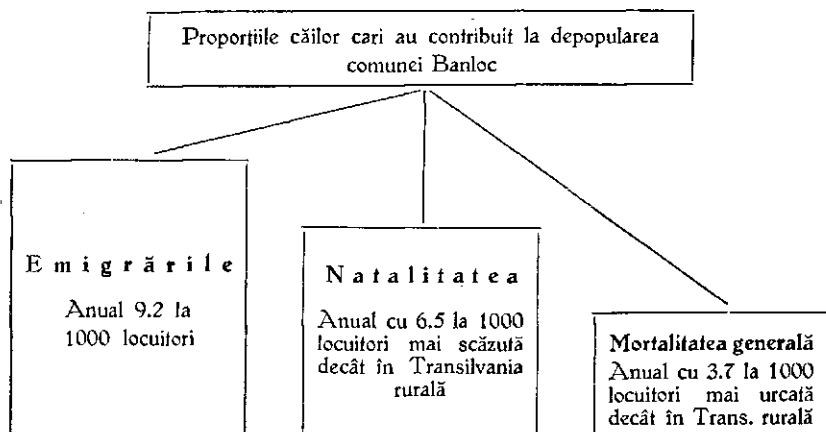 Proporțiile căilor cari au contribuit la depopularea
comunei Banloc
Emigrările
Anual 9.2 la
1000 locuitori
Natalitatea
Anual cu 6.5 la 1000
locuitori mai scăzută
decât în Transilvania
rurală
Mortalitatea generală
Anual cu 3.7 la 1000
locuitori mai urcată
decât în Trans. rurală